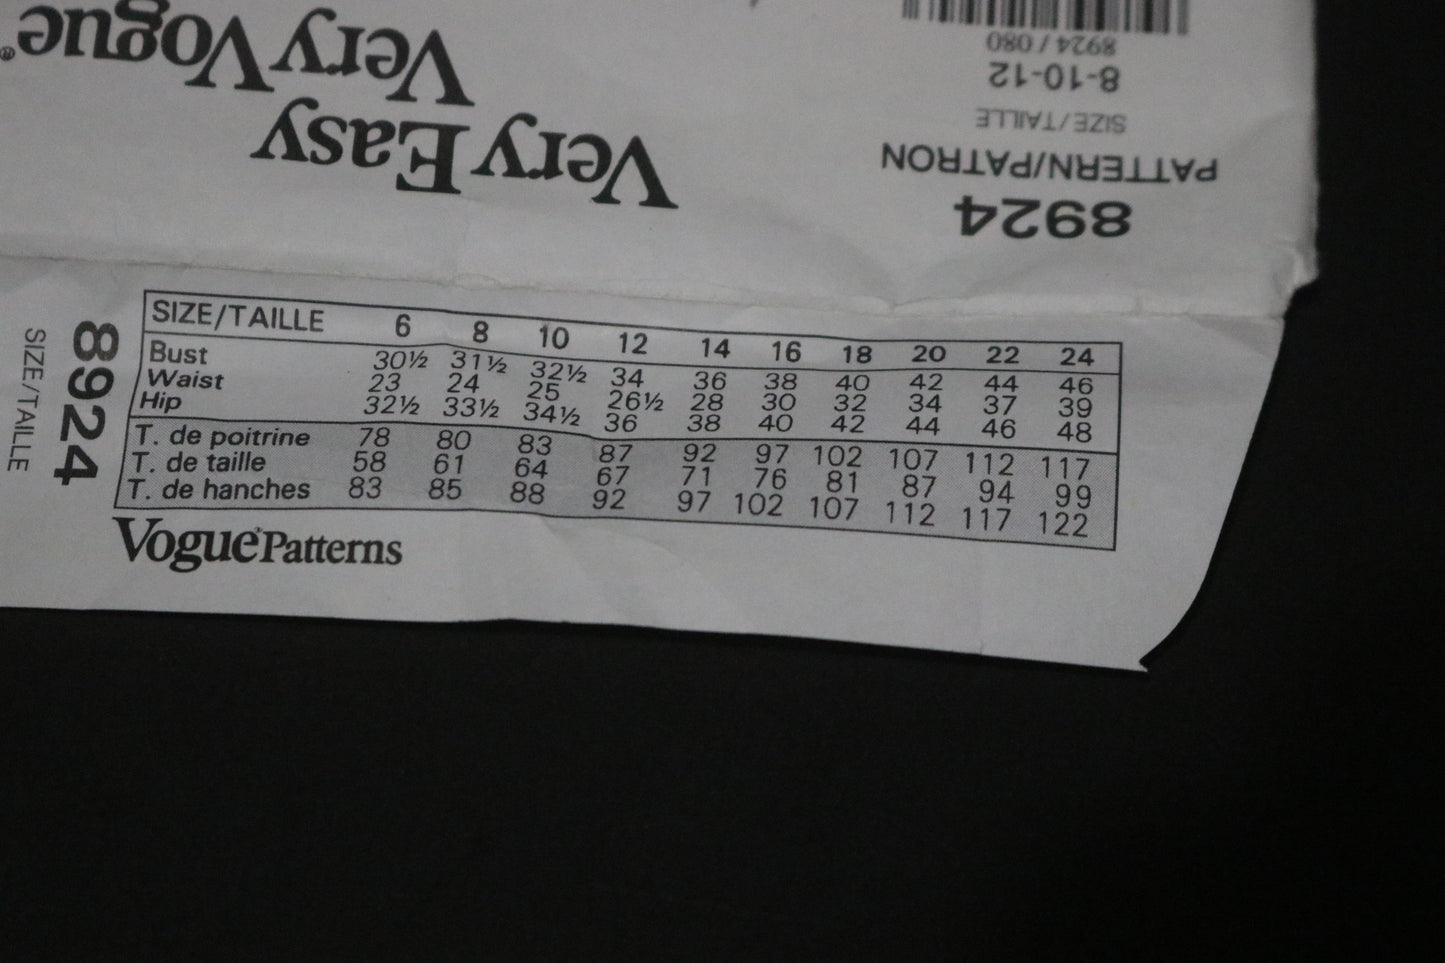 Very Easy
Very Vogue®
8924 / 080
8-10-12
SIZE/TAILLE
PATTERN/PATRON
8924
8924
SIZE/TAILLE
SIZE/TAILLE 6 8 10 12 14 16 18 20 22 24
Bust 30½ 31½ 32½ 34 36 38 40 42 44 46
Waist 23 24 25 26½ 28 30 32 34 37 39
Hip 32½ 33½ 34½ 36 38 40 42 44 46 48
T. de poitrine 78 80 83 87 92 97 102 107 112 117
T. de taille 58 61 64 67 71 76 81 87 94 99
T. de hanches 83 85 88 92 97 102 107 112 117 122
Vogue Patterns